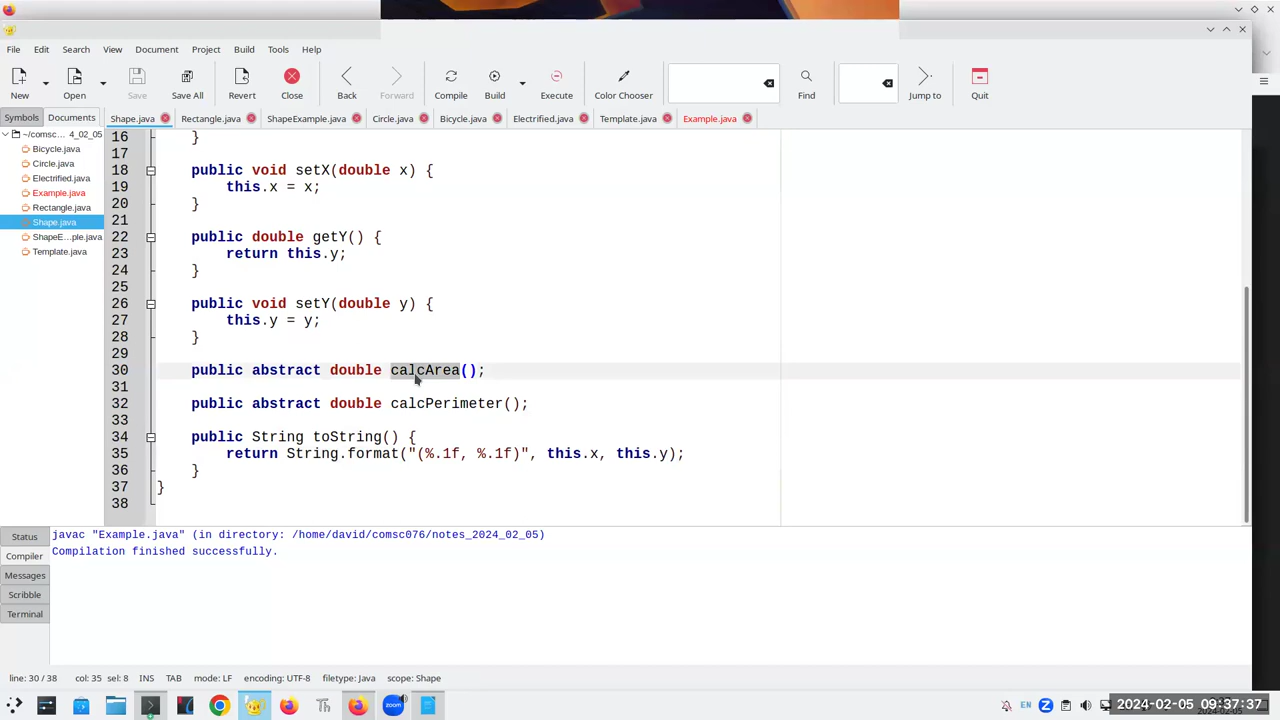 File Edit Search View Document Project Build Tools Help
New Open Save Save All Revert Close Back Forward Compile Build Execute Color Chooser Find Jump to Quit
Symbols Documents Shape.java Rectangle.java ShapeExample.java Circle.java Bicycle.java Electrified.java Template.java Example.java
~/comsc... 4_02_05
Bicycle.java
Circle.java
Electrified.java
Example.java
Rectangle.java
Shape.java
ShapeE...ple.java
Template.java
16 }
17
18 public void setX(double x) {
19 this.x = x;
20 }
21
22 public double getY() {
23 return this.y;
24 }
25
26 public void setY(double y) {
27 this.y = y;
28 }
29
30 public abstract double calcArea();
31
32 public abstract double calcPerimeter();
33
34 public String toString() {
35 return String.format("(%.1f, %.1f)", this.x, this.y);
36 }
37 }
38
Status
Compiler
Messages
Scribble
Terminal
javac "Example.java" (in directory: /home/david/comsc076/notes_2024_02_05)
Compilation finished successfully.
line: 30 / 38 col: 35 sel: 8 INS TAB mode: LF encoding: UTF-8 filetype: Java scope: Shape
zoom EN 2024-02-05 09:37:37